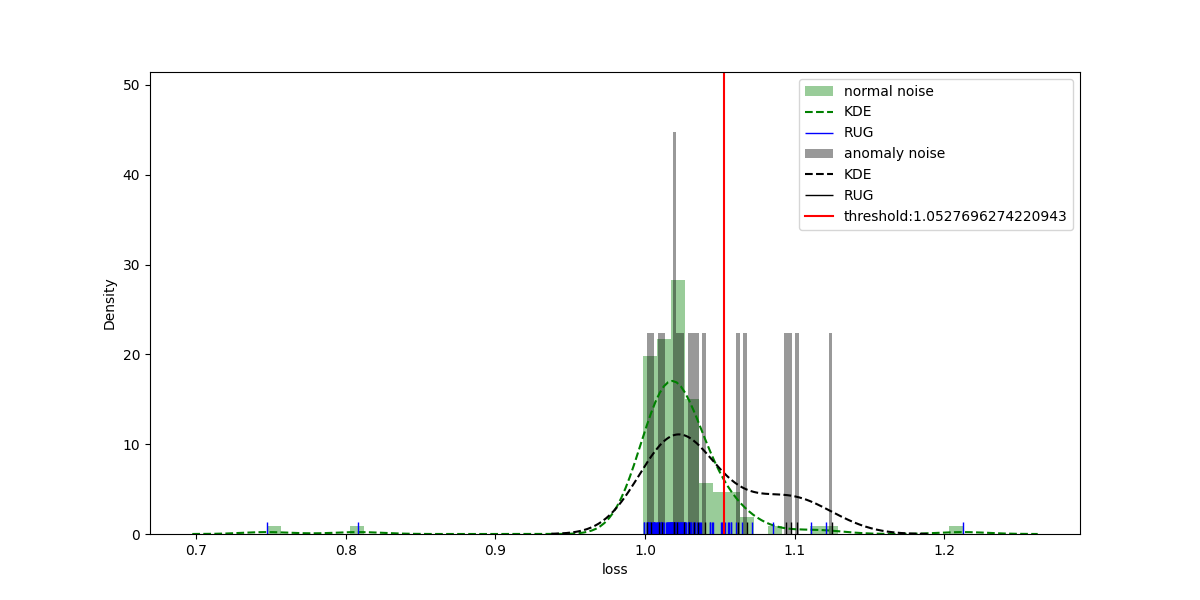 50
40
30
20
10
0
Density
0.7
0.8
0.9
1.0
1.1
1.2
loss
normal noise
KDE
RUG
anomaly noise
KDE
RUG
threshold:1.0527696274220943